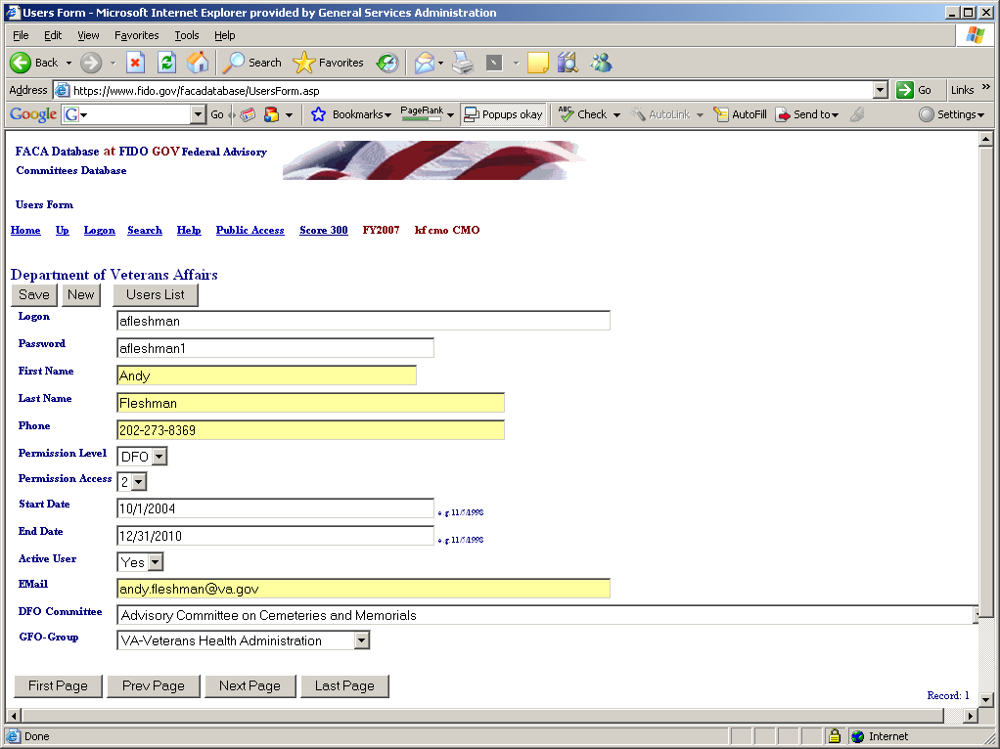 Users Form - Microsoft Internet Explorer provided by General Services Administration
File Edit View Favorites Tools Help
Back Search Favorites
Address https://www.fido.gov/facadatabase/UsersForm.asp Go Links »
Google G Go Bookmarks PageRank Popups okay ABC Check AutoLink AutoFill Send to Settings
FACA Database at FIDO GOV Federal Advisory
Committees Database
Users Form
Home Up Logon Search Help Public Access Score 300 FY2007 kf cmo CMO
Department of Veterans Affairs
Save New Users List
Logon afleshman
Password afleshman1
First Name Andy
Last Name Fleshman
Phone 202-273-8369
Permission Level DFO
Permission Access 2
Start Date 10/1/2004 e.g.11/5/1998
End Date 12/31/2010 e.g.11/5/1998
Active User Yes
EMail andy.fleshman@va.gov
DFO Committee Advisory Committee on Cemeteries and Memorials
GFO-Group VA-Veterans Health Administration
First Page Prev Page Next Page Last Page
Record: 1
Done Internet